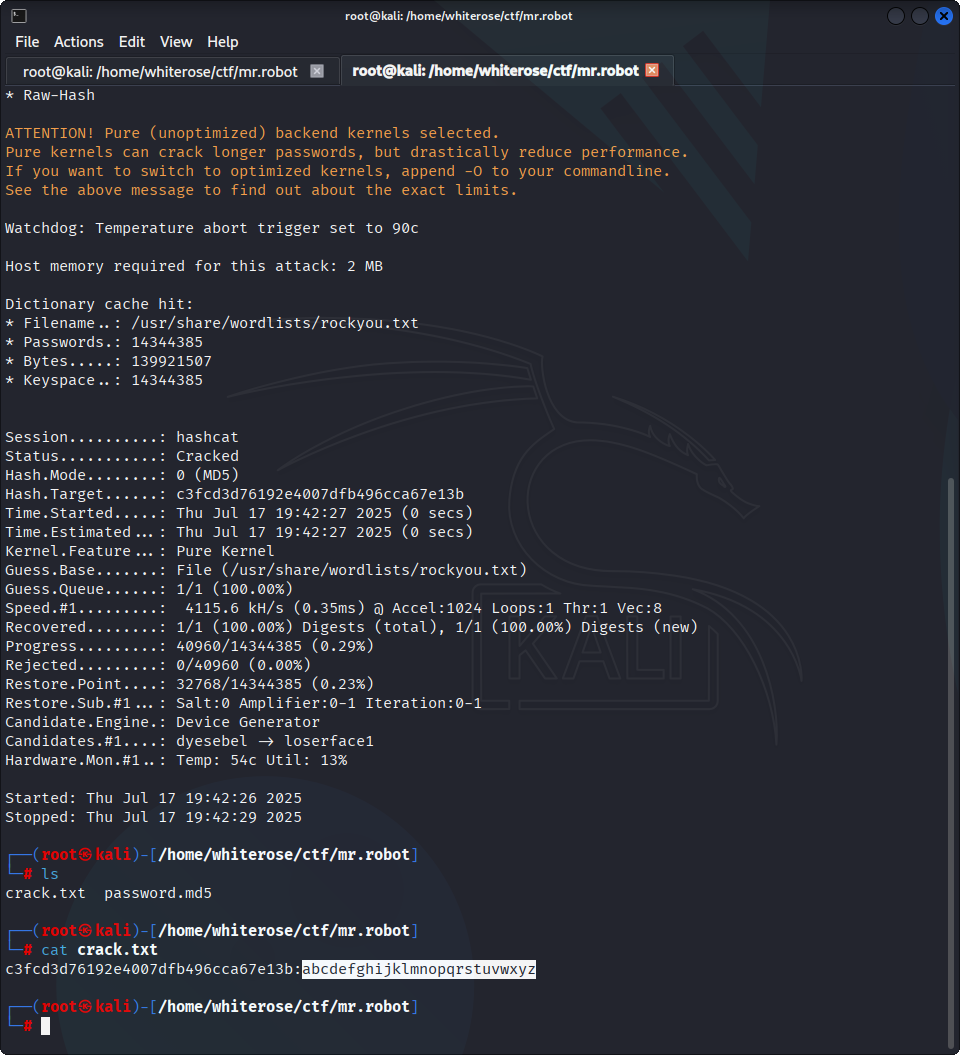 root@kali: /home/whiterose/ctf/mr.robot
File Actions Edit View Help
root@kali: /home/whiterose/ctf/mr.robot root@kali: /home/whiterose/ctf/mr.robot
* Raw-Hash
ATTENTION! Pure (unoptimized) backend kernels selected.
Pure kernels can crack longer passwords, but drastically reduce performance.
If you want to switch to optimized kernels, append -O to your commandline.
See the above message to find out about the exact limits.
Watchdog: Temperature abort trigger set to 90c
Host memory required for this attack: 2 MB
Dictionary cache hit:
* Filename..: /usr/share/wordlists/rockyou.txt
* Passwords.: 14344385
* Bytes.....: 139921507
* Keyspace..: 14344385
Session..........: hashcat
Status...........: Cracked
Hash.Mode........: 0 (MD5)
Hash.Target......: c3fcd3d76192e4007dfb496cca67e13b
Time.Started.....: Thu Jul 17 19:42:27 2025 (0 secs)
Time.Estimated...: Thu Jul 17 19:42:27 2025 (0 secs)
Kernel.Feature...: Pure Kernel
Guess.Base.......: File (/usr/share/wordlists/rockyou.txt)
Guess.Queue......: 1/1 (100.00%)
Speed.#1.........:  4115.6 kH/s (0.35ms) @ Accel:1024 Loops:1 Thr:1 Vec:8
Recovered........: 1/1 (100.00%) Digests (total), 1/1 (100.00%) Digests (new)
Progress.........: 40960/14344385 (0.29%)
Rejected.........: 0/40960 (0.00%)
Restore.Point....: 32768/14344385 (0.23%)
Restore.Sub.#1...: Salt:0 Amplifier:0-1 Iteration:0-1
Candidate.Engine.: Device Generator
Candidates.#1....: dyesebel -> loserface1
Hardware.Mon.#1..: Temp: 54c Util: 13%
Started: Thu Jul 17 19:42:26 2025
Stopped: Thu Jul 17 19:42:29 2025
┌──(root㉿kali)-[/home/whiterose/ctf/mr.robot]
└─# ls
crack.txt  password.md5
┌──(root㉿kali)-[/home/whiterose/ctf/mr.robot]
└─# cat crack.txt
c3fcd3d76192e4007dfb496cca67e13b:abcdefghijklmnopqrstuvwxyz
┌──(root㉿kali)-[/home/whiterose/ctf/mr.robot]
└─#
KALI